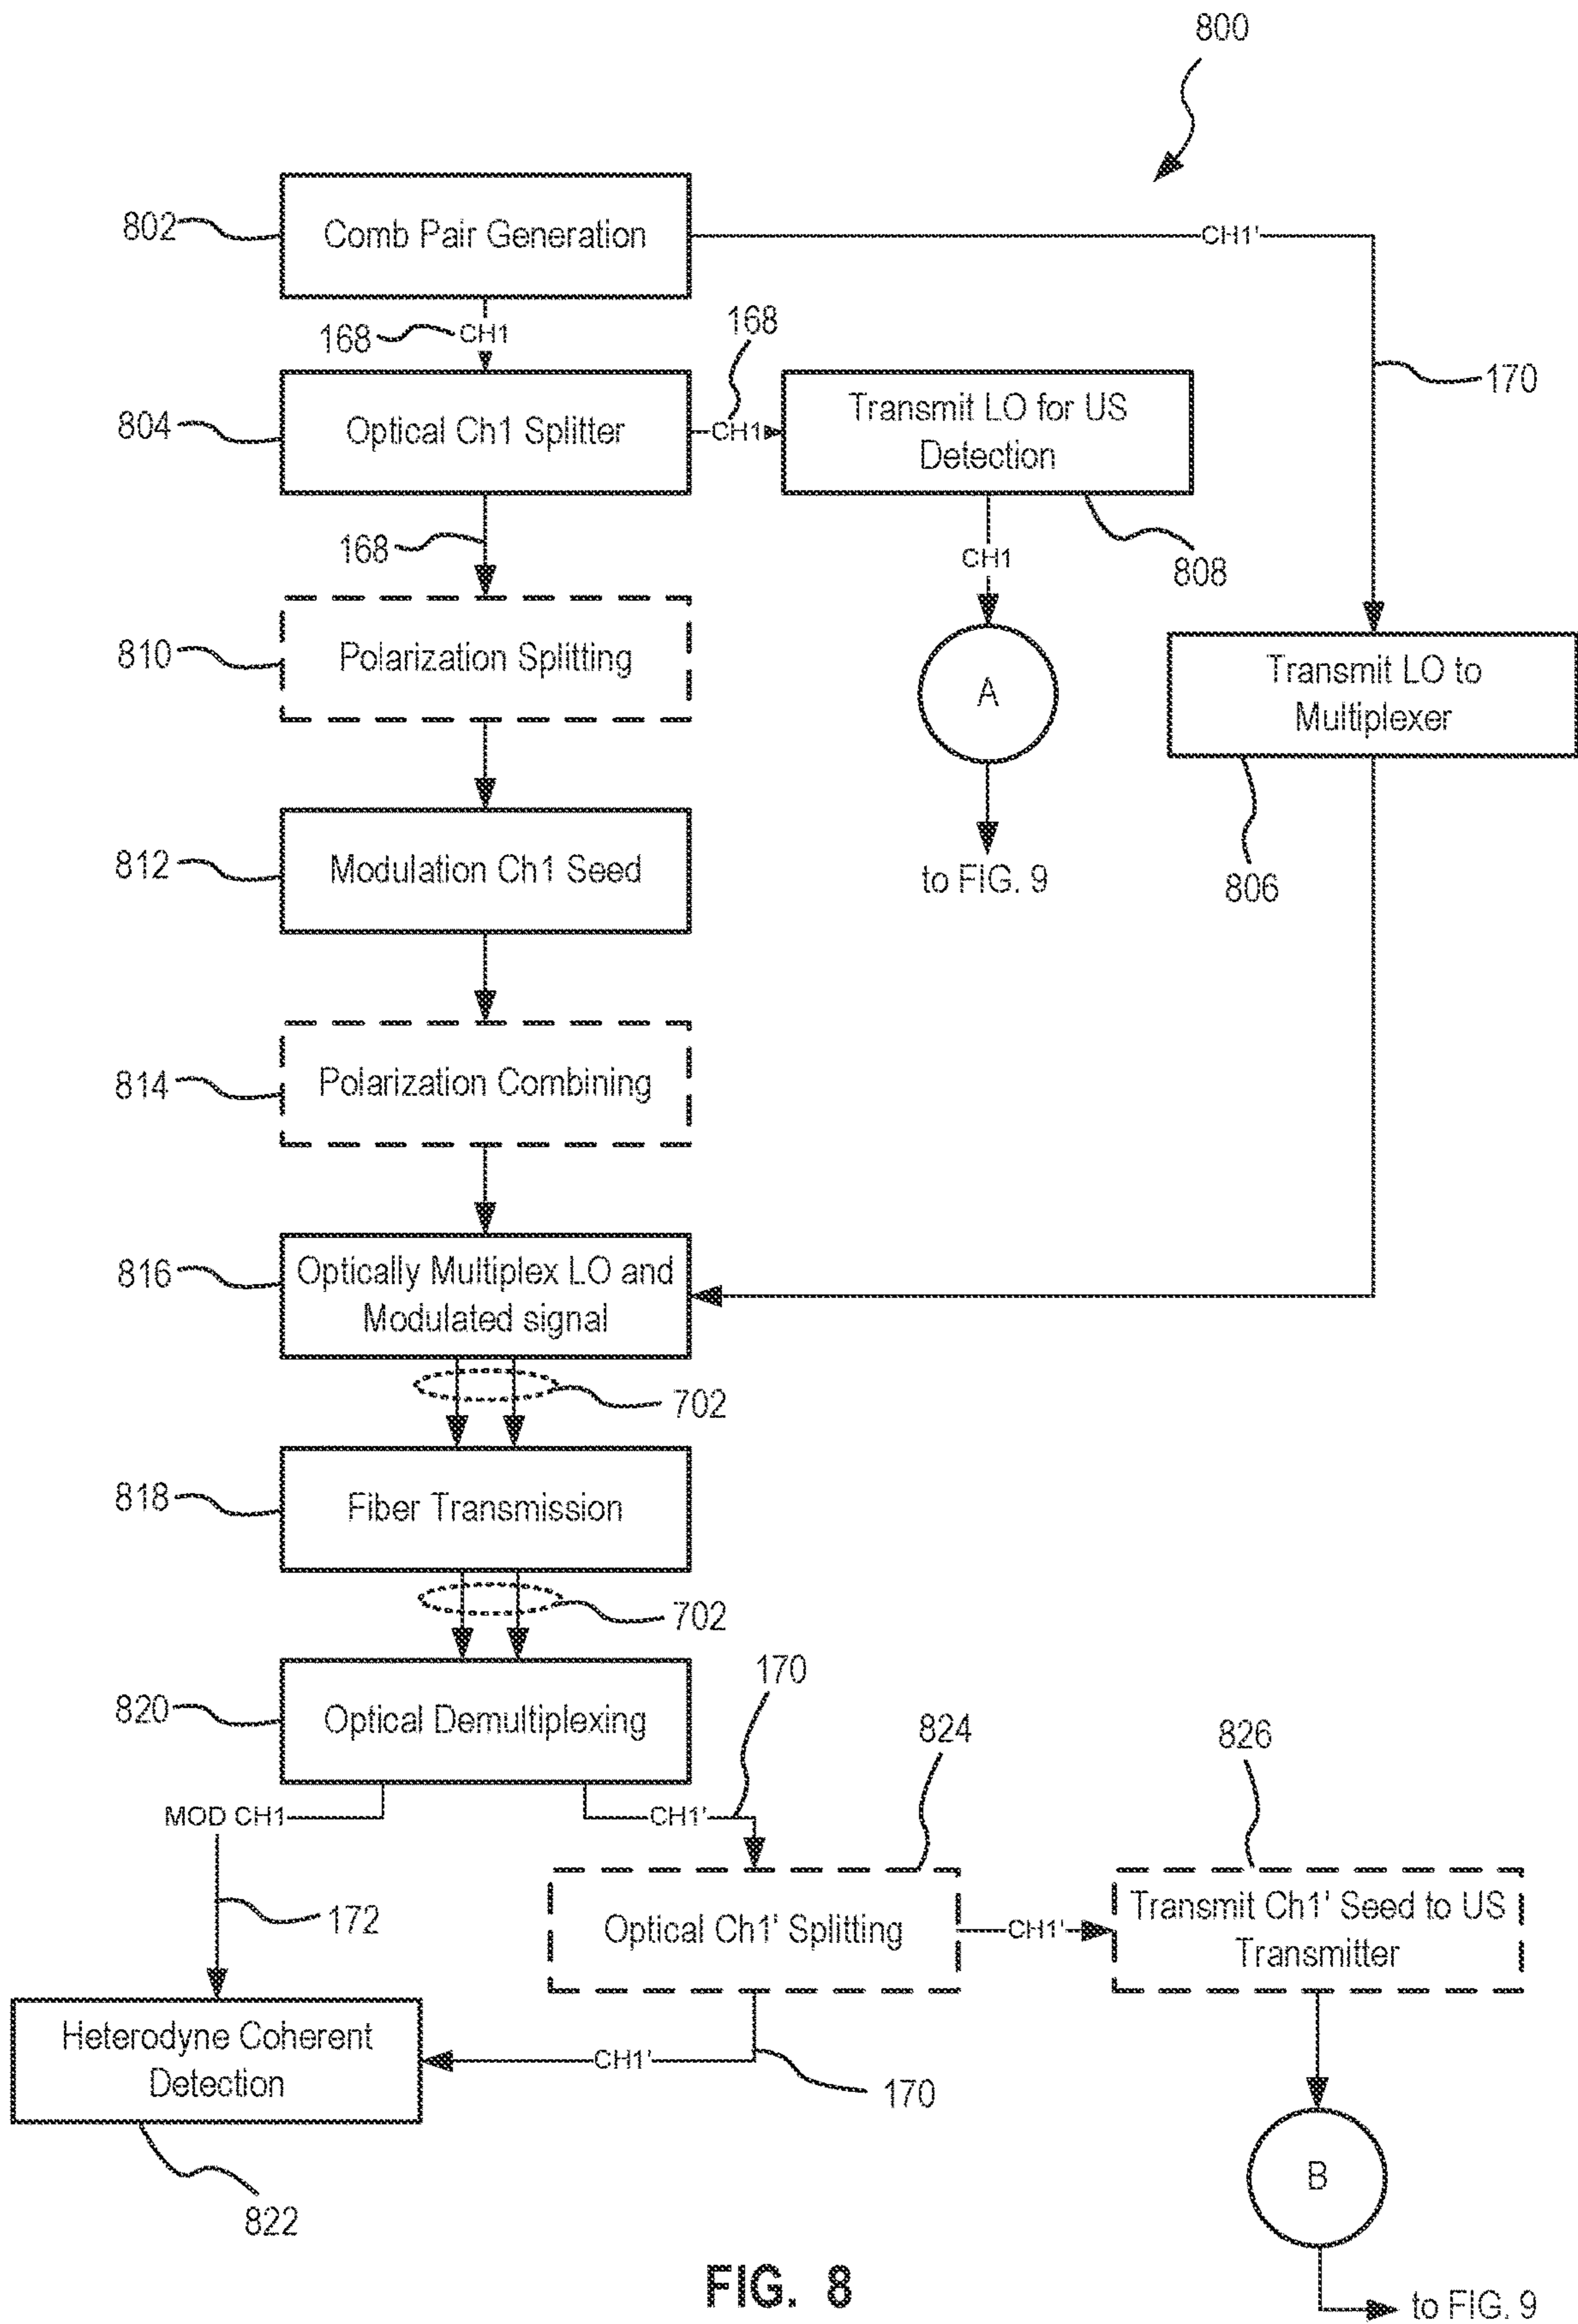 800
802
Comb Pair Generation
CH1'
168
CH1
168
170
804
Optical Ch1 Splitter
CH1
Transmit LO for US
Detection
168
CH1
808
810
Polarization Splitting
A
Transmit LO to
Multiplexer
812
Modulation Ch1 Seed
to FIG. 9
806
814
Polarization Combining
816
Optically Multiplex LO and
Modulated signal
702
818
Fiber Transmission
702
820
Optical Demultiplexing
170
824
826
MOD CH1
CH1'
172
Optical Ch1' Splitting
CH1'
Transmit Ch1' Seed to US
Transmitter
Heterodyne Coherent
Detection
CH1'
170
822
B
FIG. 8
to FIG. 9